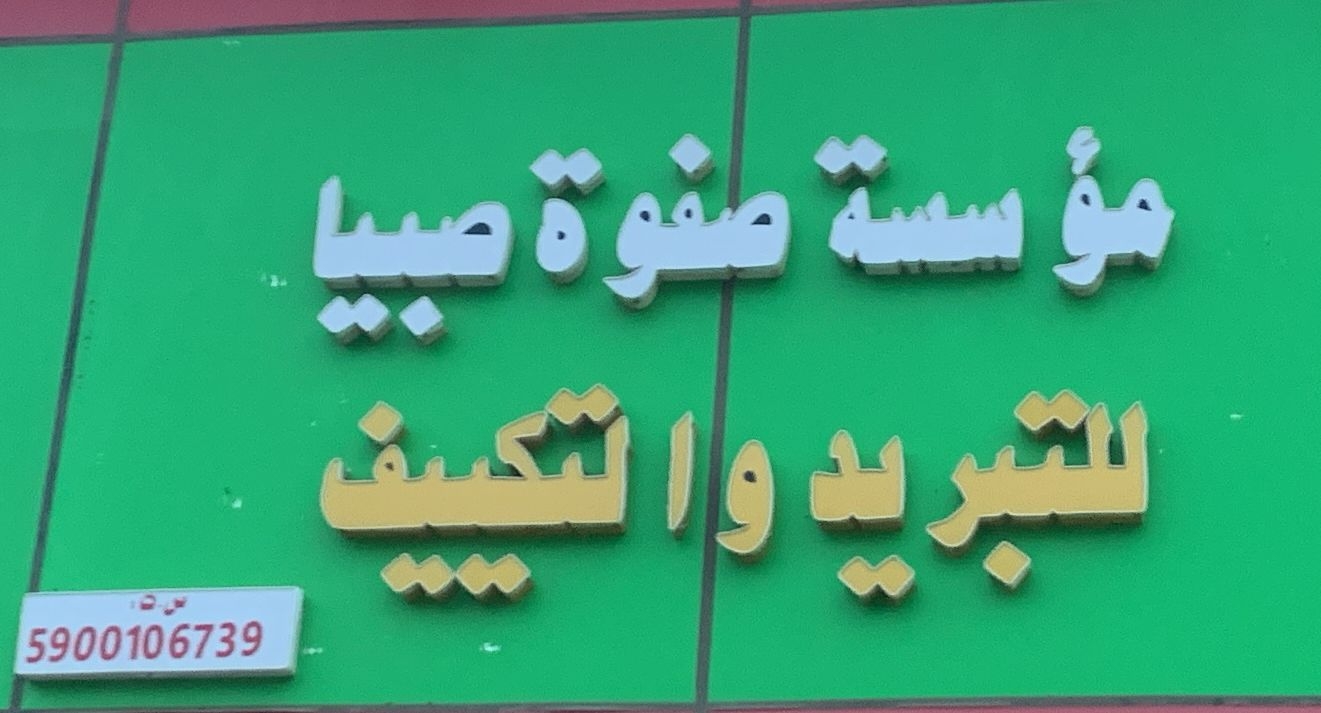 مؤسسة صفوة صبيا
للتبريد والتكييف
س.ت:
5900106739